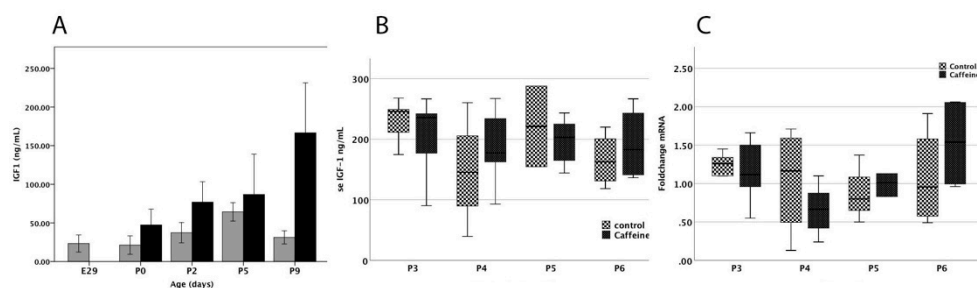 A
IGF1 (ng/mL)
250.00
200.00
150.00
100.00
50.00
0.00
E29 P0 P2 P5 P9
Age (days)
B
se IGF-1 ng/mL
300
200
100
0
control
Caffeine
P3 P4 P5 P6
C
Control
Caffeine
Foldchange mRNA
2.50
2.00
1.50
1.00
.50
.00
P3 P4 P5 P6